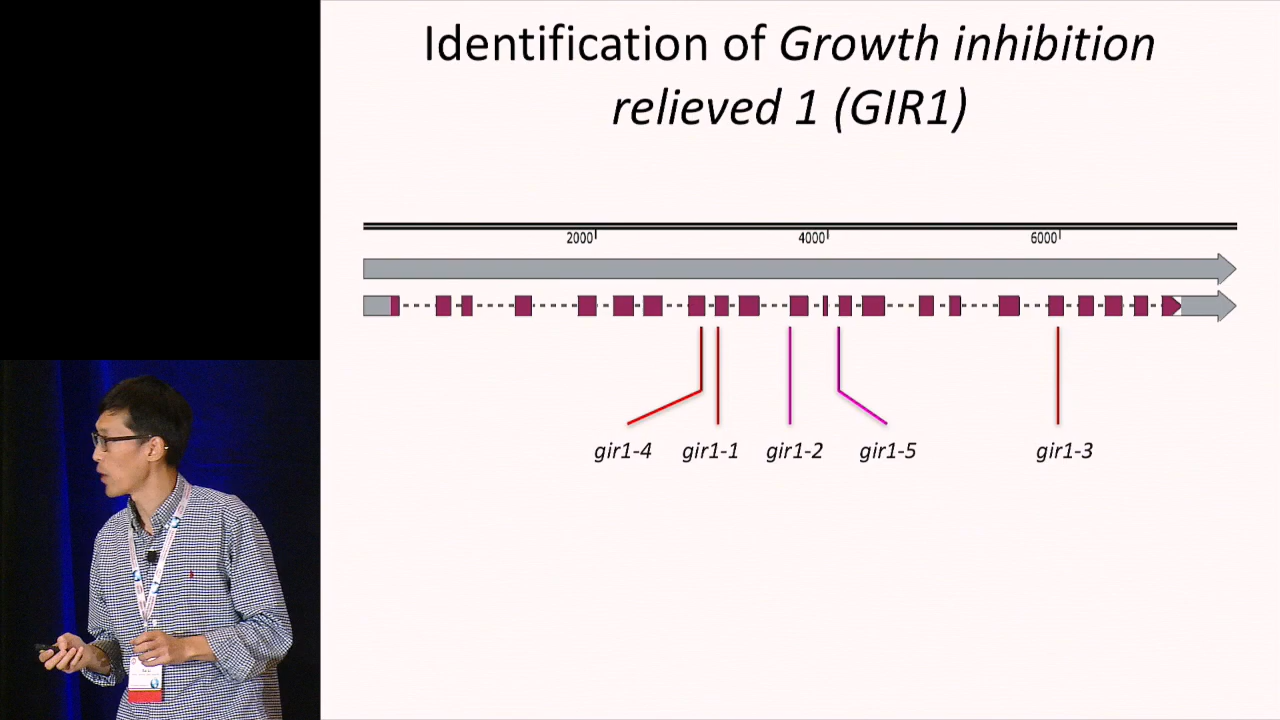 Identification of Growth inhibition
relieved 1 (GIR1)
2000 4000 6000
gir1-4 gir1-1 gir1-2 gir1-5 gir1-3